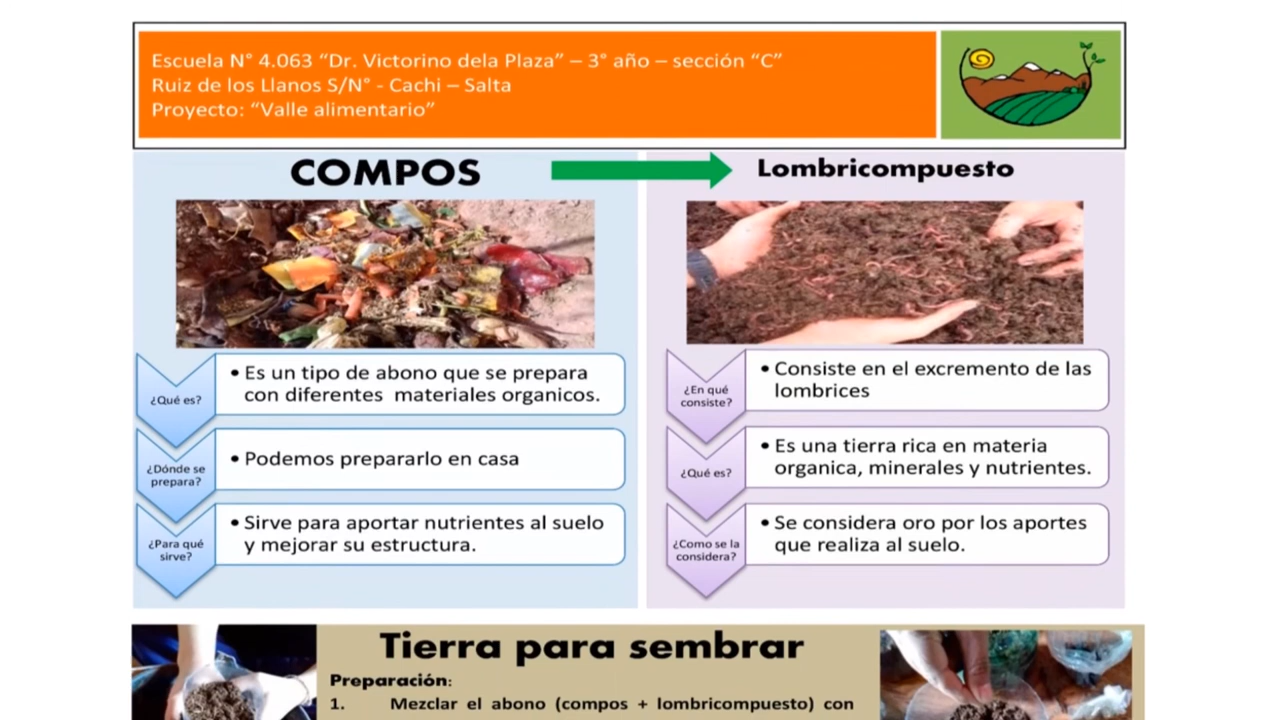 Escuela N° 4.063 “Dr. Victorino dela Plaza” – 3° año – sección “C”
Ruiz de los Llanos S/N° - Cachi – Salta
Proyecto: “Valle alimentario”
COMPOS
¿Qué es?
• Es un tipo de abono que se prepara
con diferentes materiales organicos.
¿Dónde se
prepara?
• Podemos prepararlo en casa
¿Para qué
sirve?
• Sirve para aportar nutrientes al suelo
y mejorar su estructura.
Lombricompuesto
¿En qué
consiste?
• Consiste en el excremento de las
lombrices
¿Qué es?
• Es una tierra rica en materia
organica, minerales y nutrientes.
¿Como se la
considera?
• Se considera oro por los aportes
que realiza al suelo.
Tierra para sembrar
Preparación:
1. Mezclar el abono (compos + lombricompuesto) con